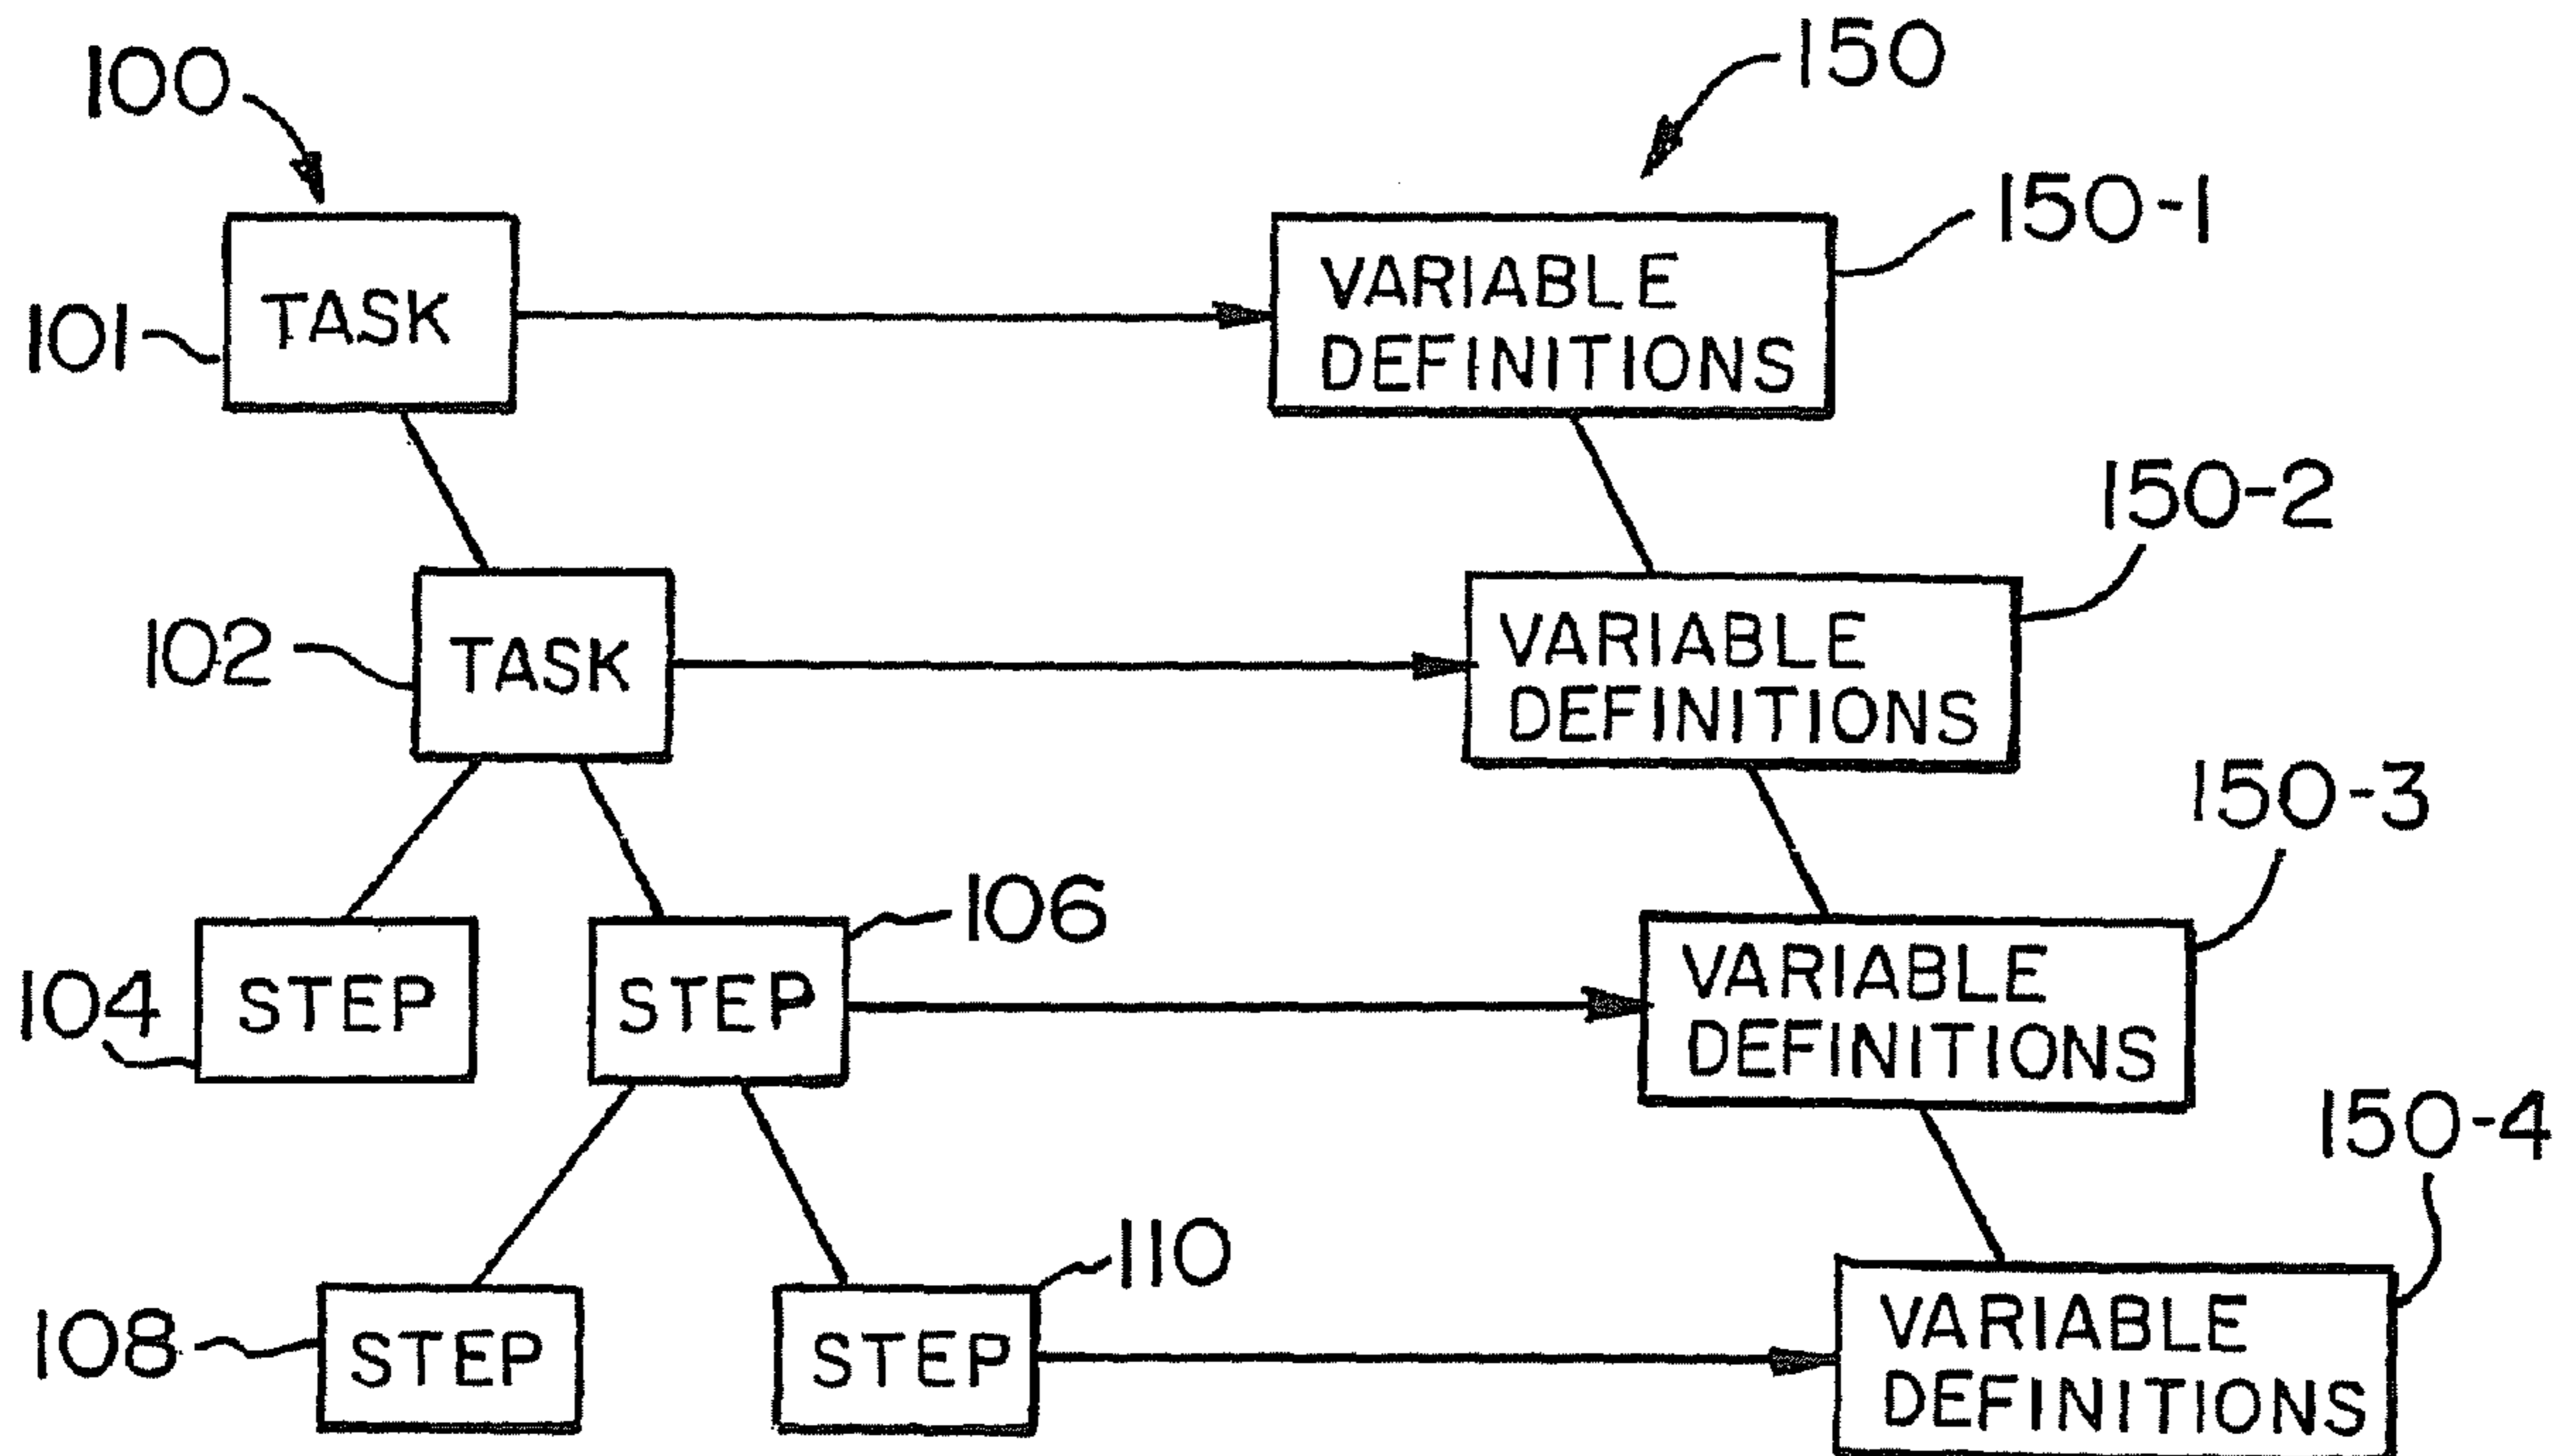 100
150
150-1
101
TASK
VARIABLE
DEFINITIONS
150-2
102
TASK
VARIABLE
DEFINITIONS
150-3
106
104
STEP
STEP
VARIABLE
DEFINITIONS
150-4
110
108
STEP
STEP
VARIABLE
DEFINITIONS